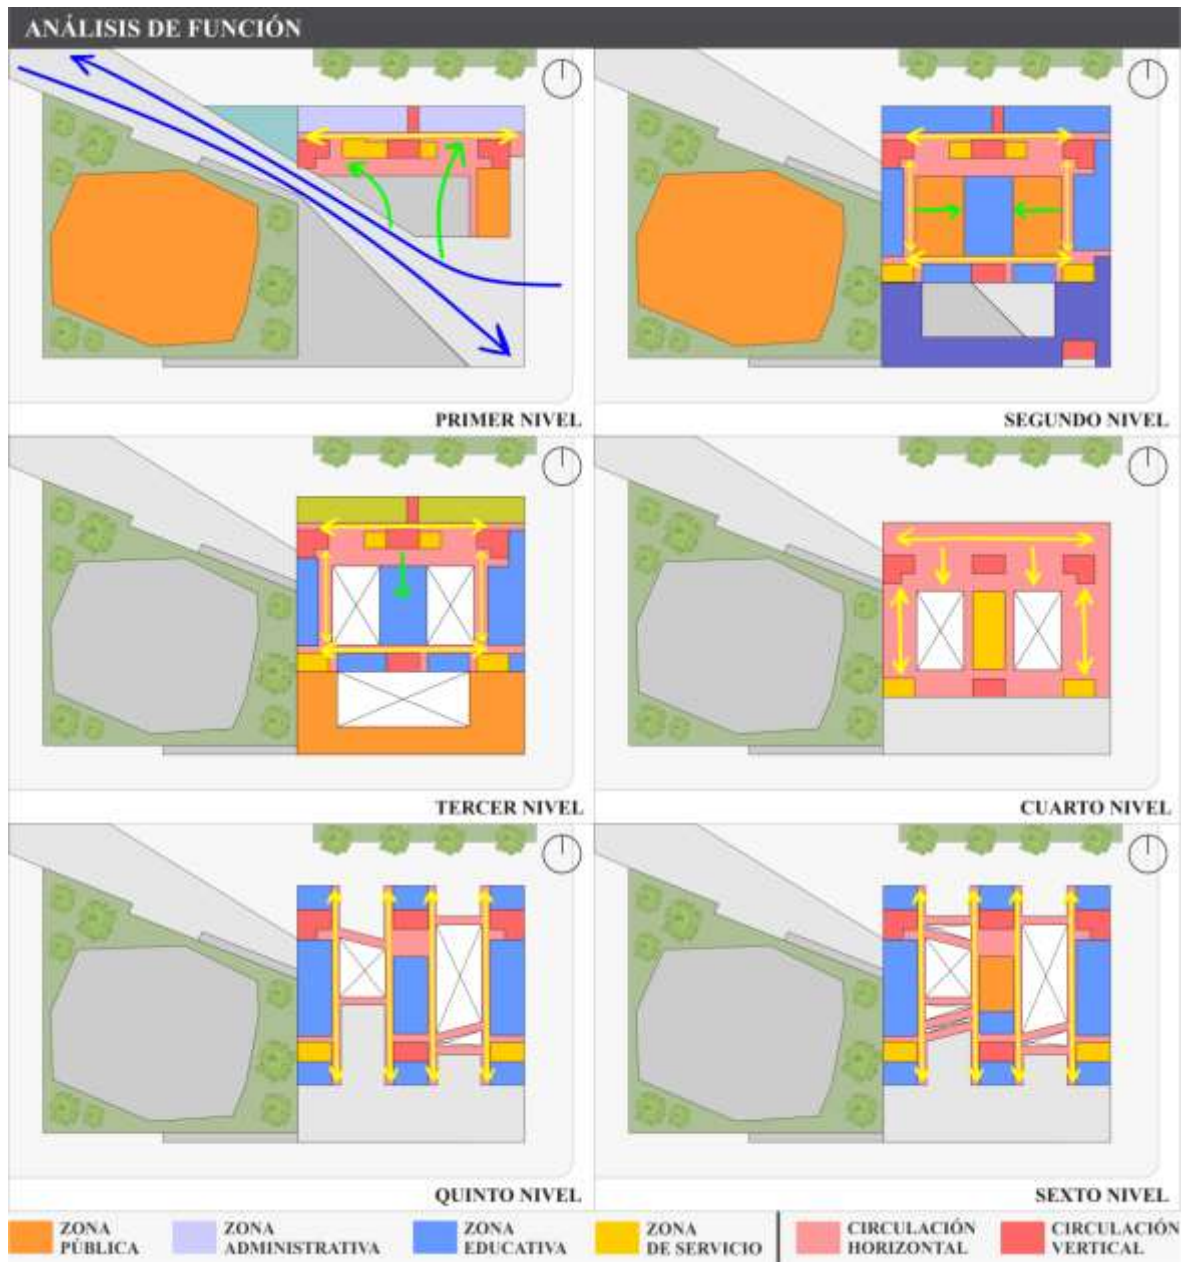 ANÁLISIS DE FUNCIÓN
PRIMER NIVEL
SEGUNDO NIVEL
TERCER NIVEL
CUARTO NIVEL
QUINTO NIVEL
SEXTO NIVEL
ZONA
PÚBLICA
ZONA
ADMINISTRATIVA
ZONA
EDUCATIVA
ZONA
DE SERVICIO
CIRCULACIÓN
HORIZONTAL
CIRCULACIÓN
VERTICAL